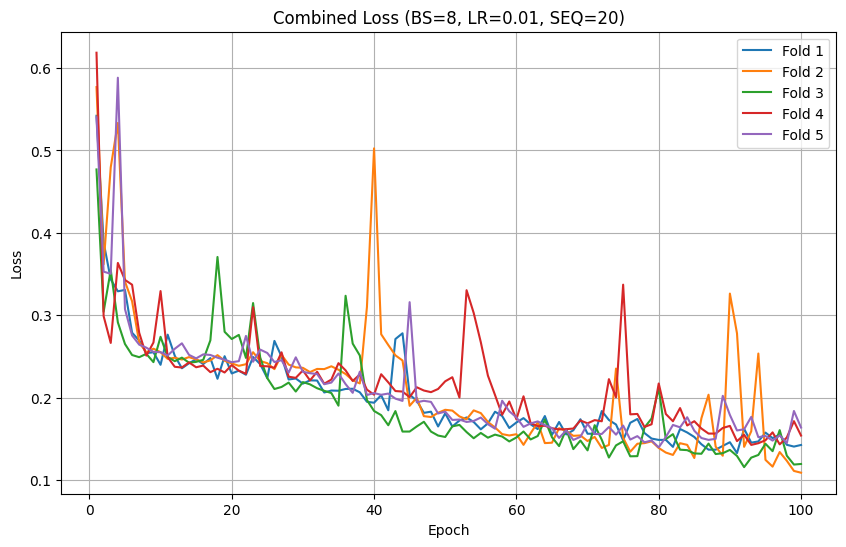 Combined Loss (BS=8, LR=0.01, SEQ=20)
Fold 1
Fold 2
Fold 3
Fold 4
Fold 5
Loss
0.6
0.5
0.4
0.3
0.2
0.1
0 20 40 60 80 100
Epoch